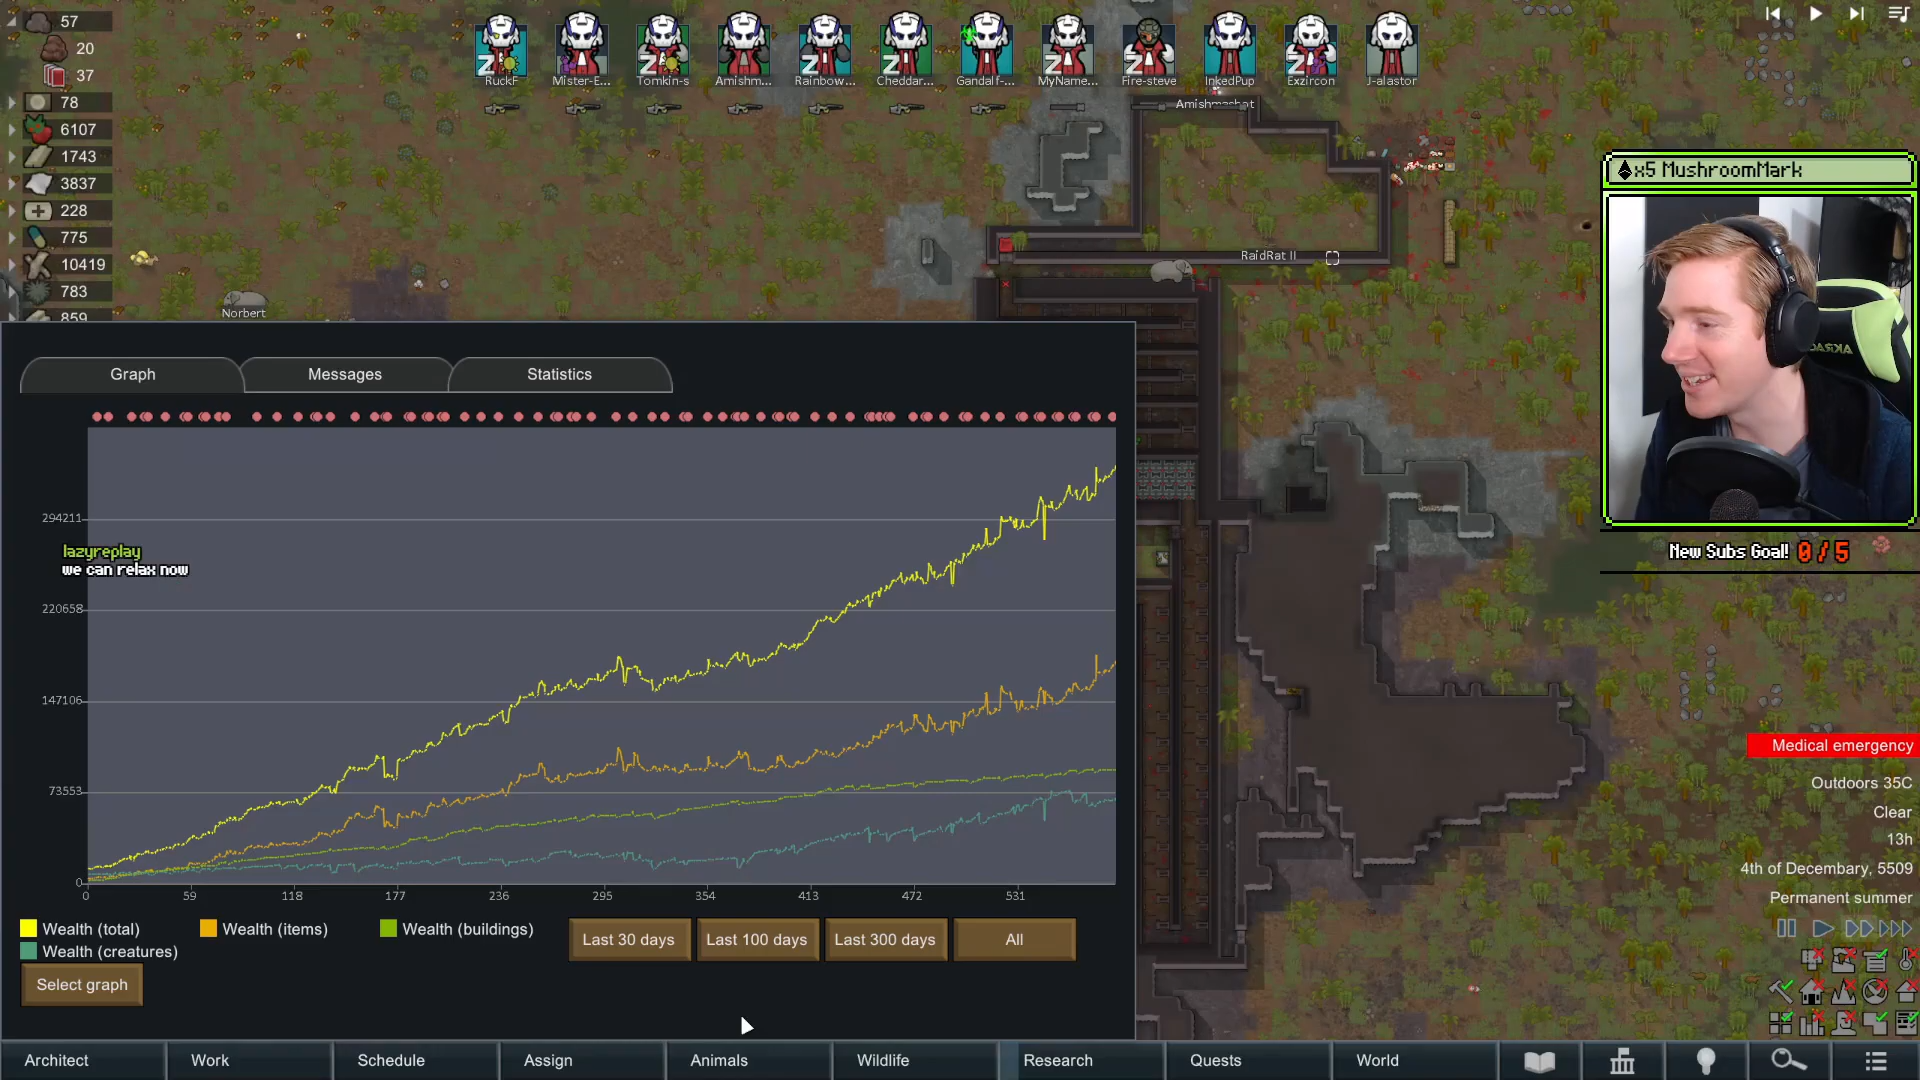 57
20
37
78
6107
1743
3837
228
775
10419
783
859
RuckF
Mister-E...
Tomkin-s
Amishm...
Rainbow...
Cheddar...
Gandalf-...
MyName...
Fire-steve
InkedPup
Exzircon
J-alastor
Amishmashot
RaidRat II
Norbert
x5 MushroomMark
New Subs Goal! 0/5
Graph
Messages
Statistics
294211
lazyreplay
we can relax now
220658
147106
73553
0
0 59 118 177 236 295 354 413 472 531
Wealth (total)
Wealth (items)
Wealth (buildings)
Wealth (creatures)
Last 30 days
Last 100 days
Last 300 days
All
Select graph
Medical emergency
Outdoors 35C
Clear
13h
4th of Decembary, 5509
Permanent summer
Architect
Work
Schedule
Assign
Animals
Wildlife
Research
Quests
World